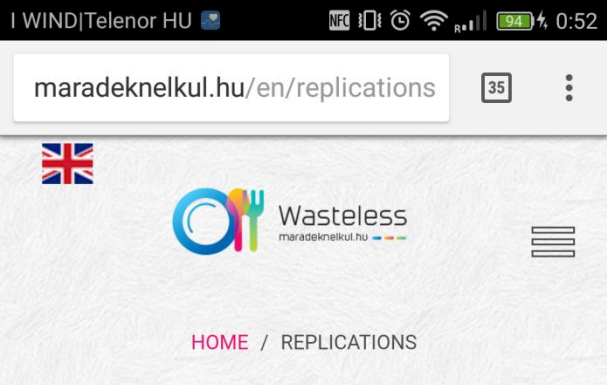 I WIND|Telenor HU NFC R 94 0:52
maradeknelkul.hu/en/replications 35
Wasteless
maradeknelkul.hu
HOME / REPLICATIONS